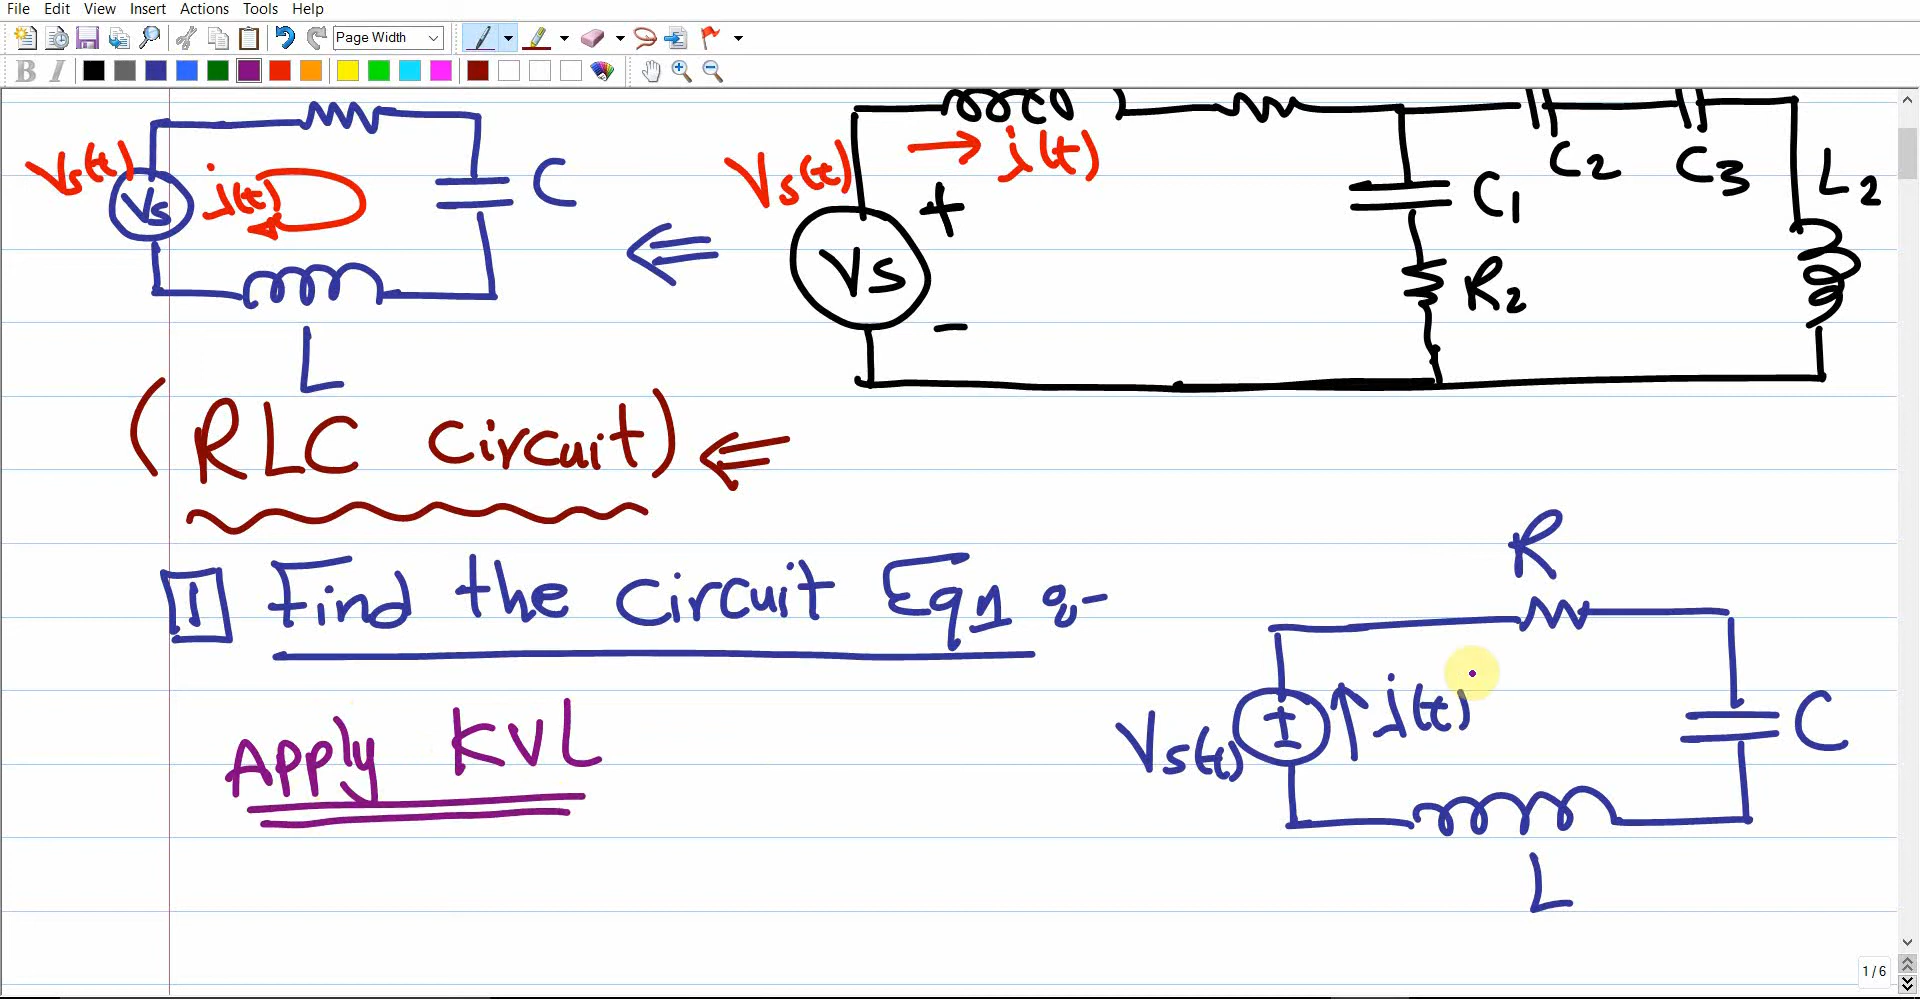 File Edit View Insert Actions Tools Help
Page Width
B I
Vs(t)
Vs
i(t)
C
L
Vs(t)
i(t)
+
VS
-
C1
R2
C2
C3
L2
(RLC Circuit)
1 Find the Circuit Eqn :-
Apply KVL
R
Vs(t)
i(t)
C
L
1 / 6